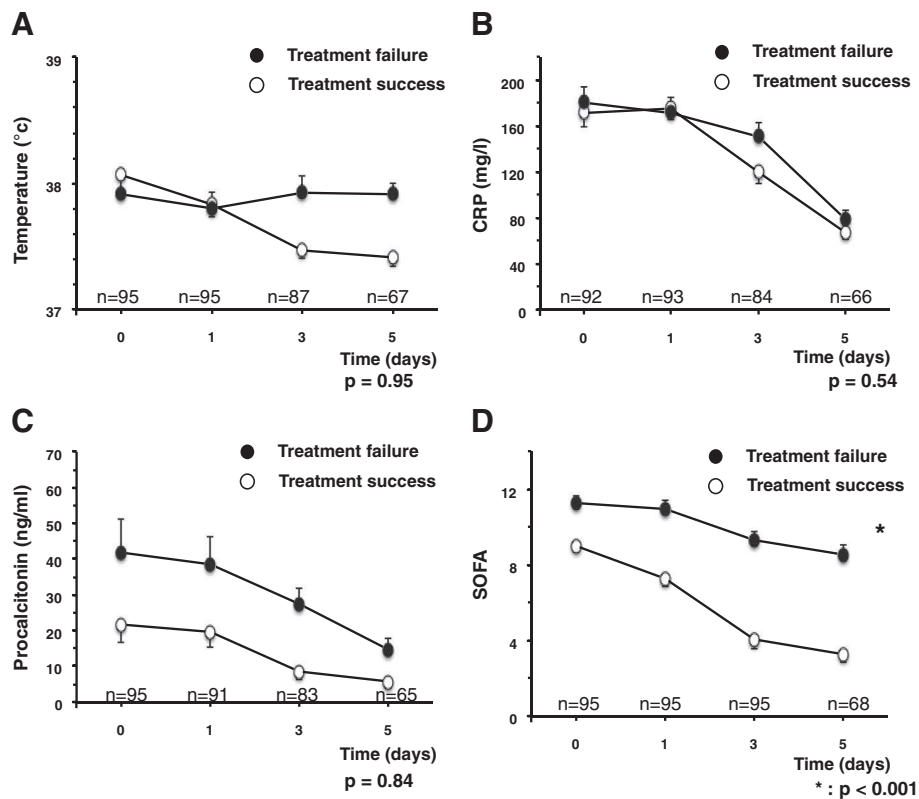 A
Treatment failure
Treatment success
39
38
37
Temperature (°c)
n=95 n=95 n=87 n=67
0 1 3 5
Time (days)
p = 0.95
B
Treatment failure
Treatment success
200
160
120
80
40
0
CRP (mg/l)
n=92 n=93 n=84 n=66
0 1 3 5
Time (days)
p = 0.54
C
Treatment failure
Treatment success
70
60
50
40
30
20
10
0
Procalcitonin (ng/ml)
n=95 n=91 n=83 n=65
0 1 3 5
Time (days)
p = 0.84
D
Treatment failure
Treatment success
12
8
4
0
SOFA
*
n=95 n=95 n=95 n=68
0 1 3 5
Time (days)
* : p < 0.001